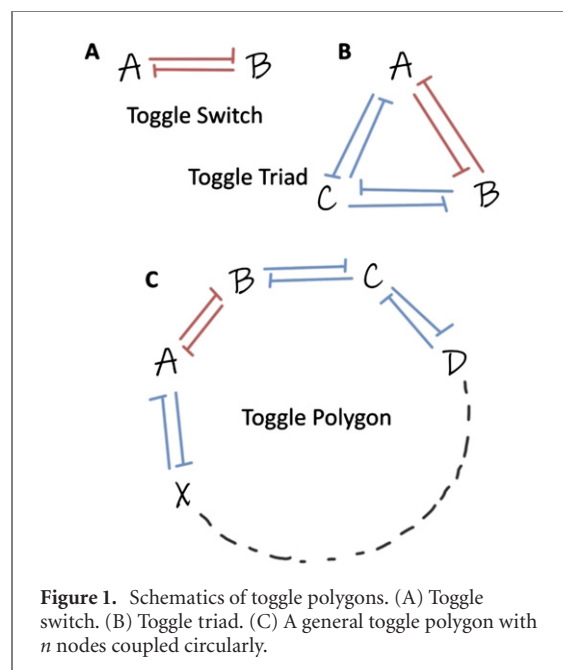 A A B
Toggle Switch
B A
Toggle Triad
C B
C B C
A D
Toggle Polygon
X
Figure 1. Schematics of toggle polygons. (A) Toggle
switch. (B) Toggle triad. (C) A general toggle polygon with
n nodes coupled circularly.